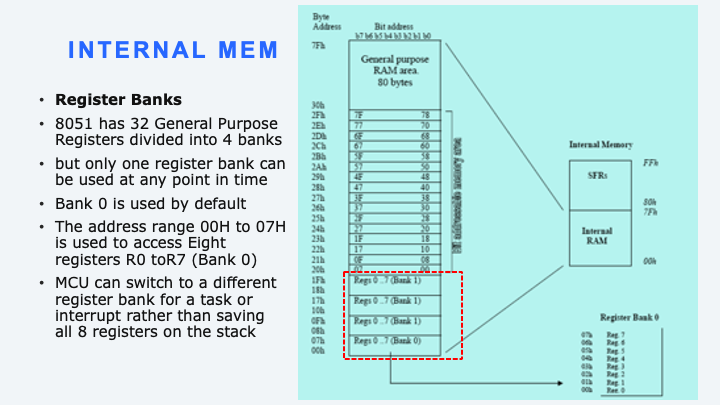 INTERNAL MEM
• Register Banks
• 8051 has 32 General Purpose
Registers divided into 4 banks
• but only one register bank can
be used at any point in time
• Bank 0 is used by default
• The address range 00H to 07H
is used to access Eight
registers R0 toR7 (Bank 0)
• MCU can switch to a different
register bank for a task or
interrupt rather than saving
all 8 registers on the stack
Byte
Address
Bit address
b7 b6 b5 b4 b3 b2 b1 b0
7Fh
General purpose
RAM area.
80 bytes
30h
2Fh 7F 78
2Eh 77 70
2Dh 6F 68
2Ch 67 60
2Bh 5F 58
2Ah 57 50
29h 4F 48
28h 47 40
27h 3F 38
26h 37 30
25h 2F 28
24h 27 20
23h 1F 18
22h 17 10
21h 0F 08
20h 07 00
1Fh Regs 0 ..7 (Bank 1)
18h
17h Regs 0 ..7 (Bank 1)
10h
0Fh Regs 0 ..7 (Bank 1)
08h
07h Regs 0 ..7 (Bank 0)
00h
Internal Memory
FFh
SFRs
80h
7Fh
Internal
RAM
00h
Register Bank 0
07h Reg. 7
06h Reg. 6
05h Reg. 5
04h Reg. 4
03h Reg. 3
02h Reg. 2
01h Reg. 1
00h Reg. 0